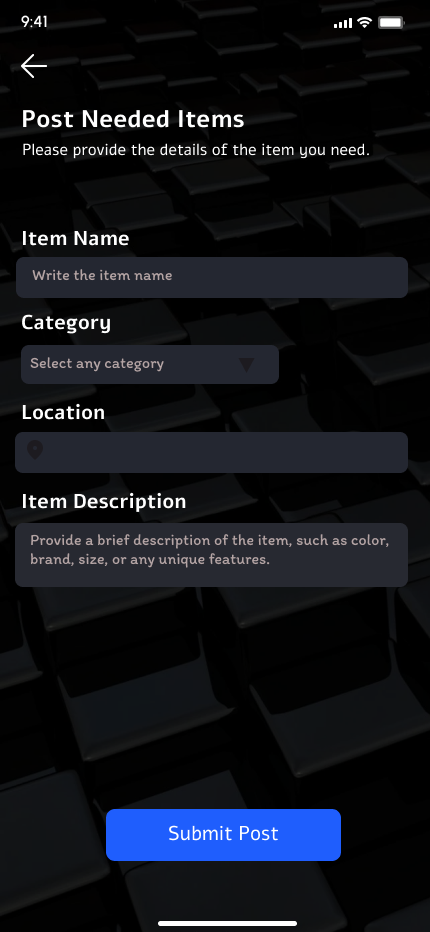 9:41
Post Needed Items
Please provide the details of the item you need.
Item Name
Write the item name
Category
Select any category
Location
Item Description
Provide a brief description of the item, such as color,
brand, size, or any unique features.
Submit Post